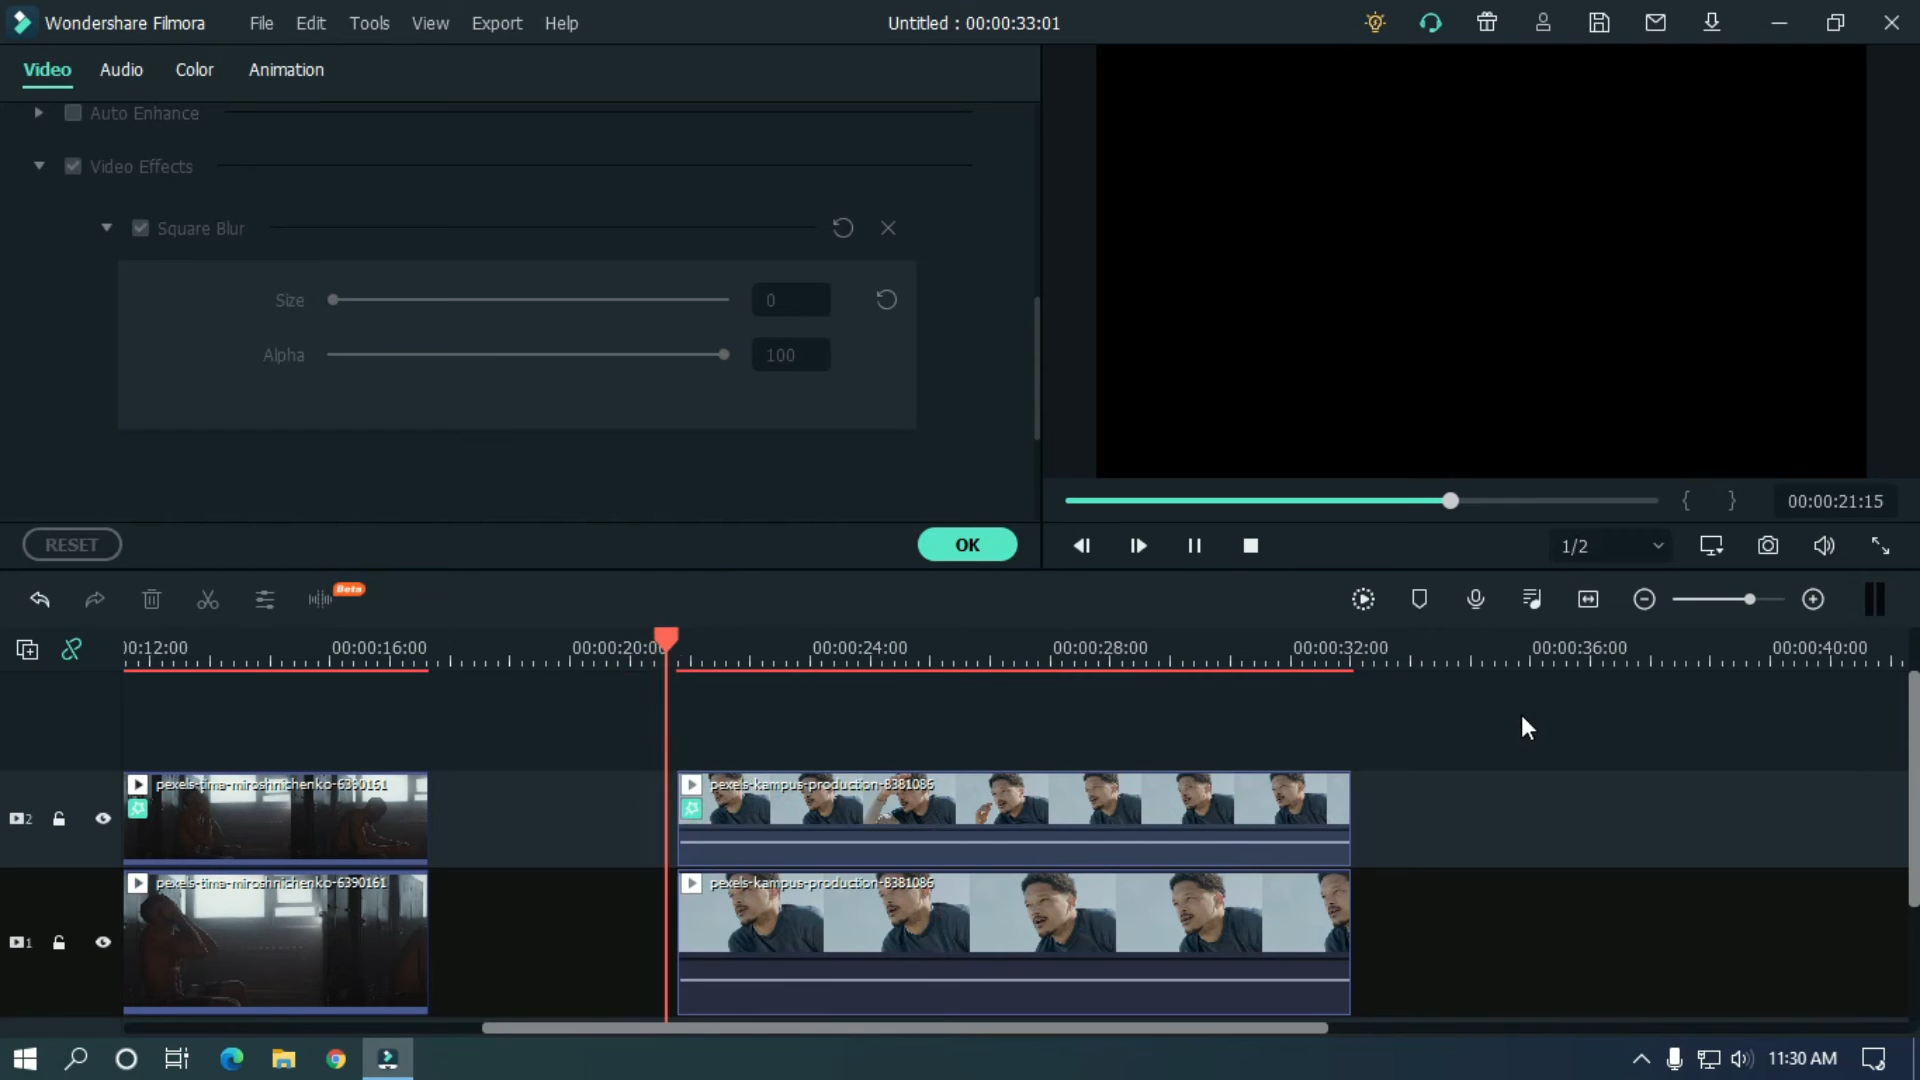 Wondershare Filmora File Edit Tools View Export Help Untitled : 00:00:33:01
Video Audio Color Animation
Auto Enhance
Video Effects
Square Blur
Size 0
Alpha 100
00:00:21:15
RESET OK 1/2
Beta
00:00:16:00 00:00:20:00 00:00:24:00 00:00:28:00 00:00:32:00 00:00:36:00 00:00:40:00
pexels-tima-miroshnichenko-6390161 pexels-kampus-production-8381086
2
pexels-tima-miroshnichenko-6390161 pexels-kampus-production-8381086
1
11:30 AM